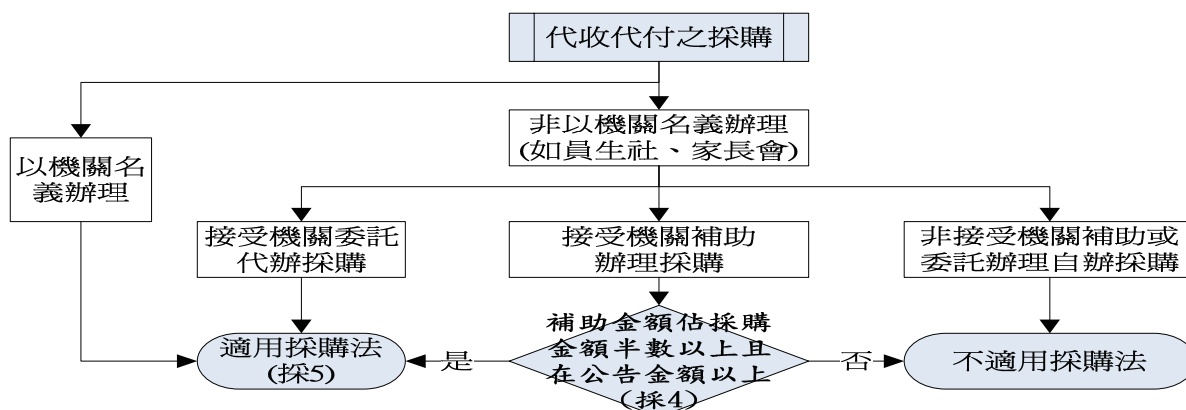 代收代付之採購
以機關名
義辦理
非以機關名義辦理
(如員生社、家長會)
接受機關委託
代辦採購
接受機關補助
辦理採購
非接受機關補助或
委託辦理自辦採購
適用採購法
(採5)
是
補助金額佔採購
金額半數以上且
在公告金額以上
(採4)
否
不適用採購法